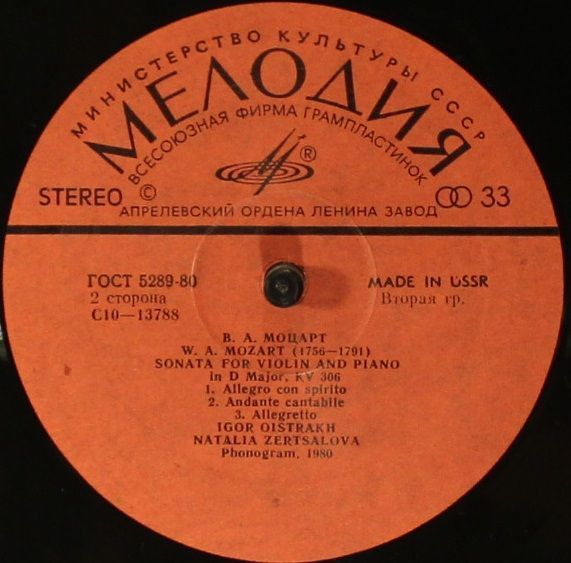 МИНИСТЕРСТВО КУЛЬТУРЫ СССР
МЕЛОДИЯ
ВСЕСОЮЗНАЯ ФИРМА ГРАМПЛАСТИНОК
®
STEREO © 33
АПРЕЛЕВСКИЙ ОРДЕНА ЛЕНИНА ЗАВОД
ГОСТ 5289-80 MADE IN USSR
2 сторона Вторая гр.
С10—13788
В. А. МОЦАРТ
W. A. MOZART (1756—1791)
SONATA FOR VIOLIN AND PIANO
in D Major, KV 306
1. Allegro con spirito
2. Andante cantabile
3. Allegretto
IGOR OISTRAKH
NATALIA ZERTSALOVA
Phonogram, 1980